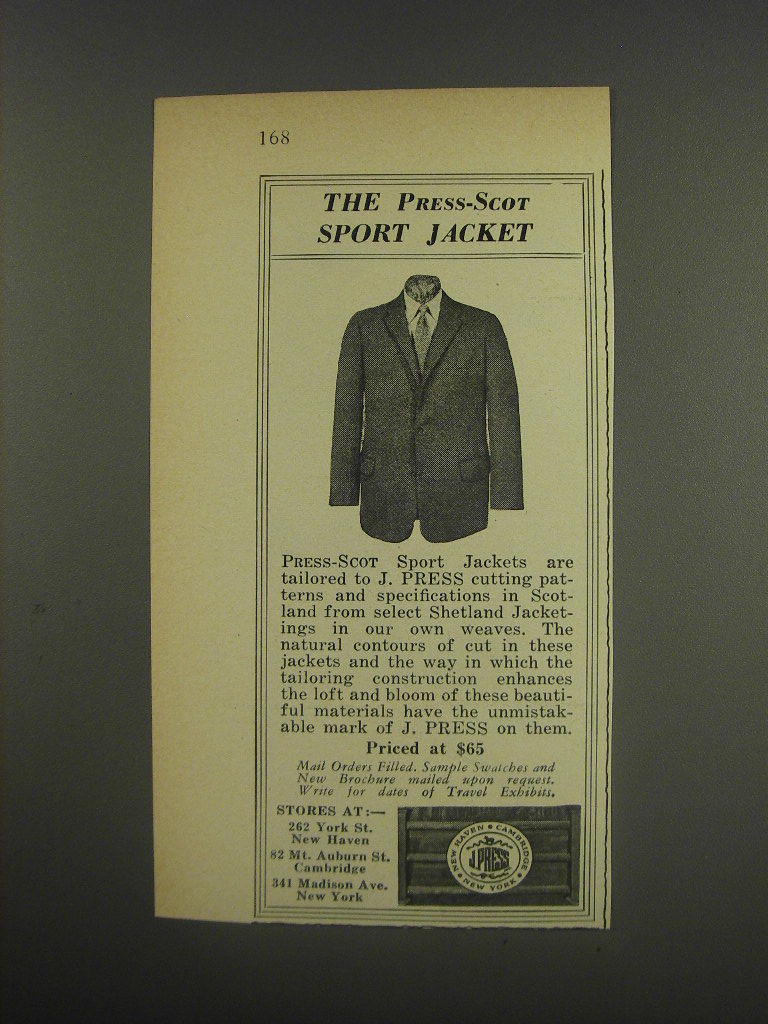 168
THE PRESS-SCOT
SPORT JACKET
PRESS-SCOT Sport Jackets are
tailored to J. PRESS cutting pat-
terns and specifications in Scot-
land from select Shetland Jacket-
ings in our own weaves. The
natural contours of cut in these
jackets and the way in which the
tailoring construction enhances
the loft and bloom of these beauti-
ful materials have the unmistak-
able mark of J. PRESS on them.
Priced at $65
Mail Orders Filled. Sample Swatches and
New Brochure mailed upon request.
Write for dates of Travel Exhibits.
STORES AT:—
262 York St.
New Haven
82 Mt. Auburn St.
Cambridge
341 Madison Ave.
New York
NEW HAVEN • CAMBRIDGE
J. PRESS
• NEW YORK •